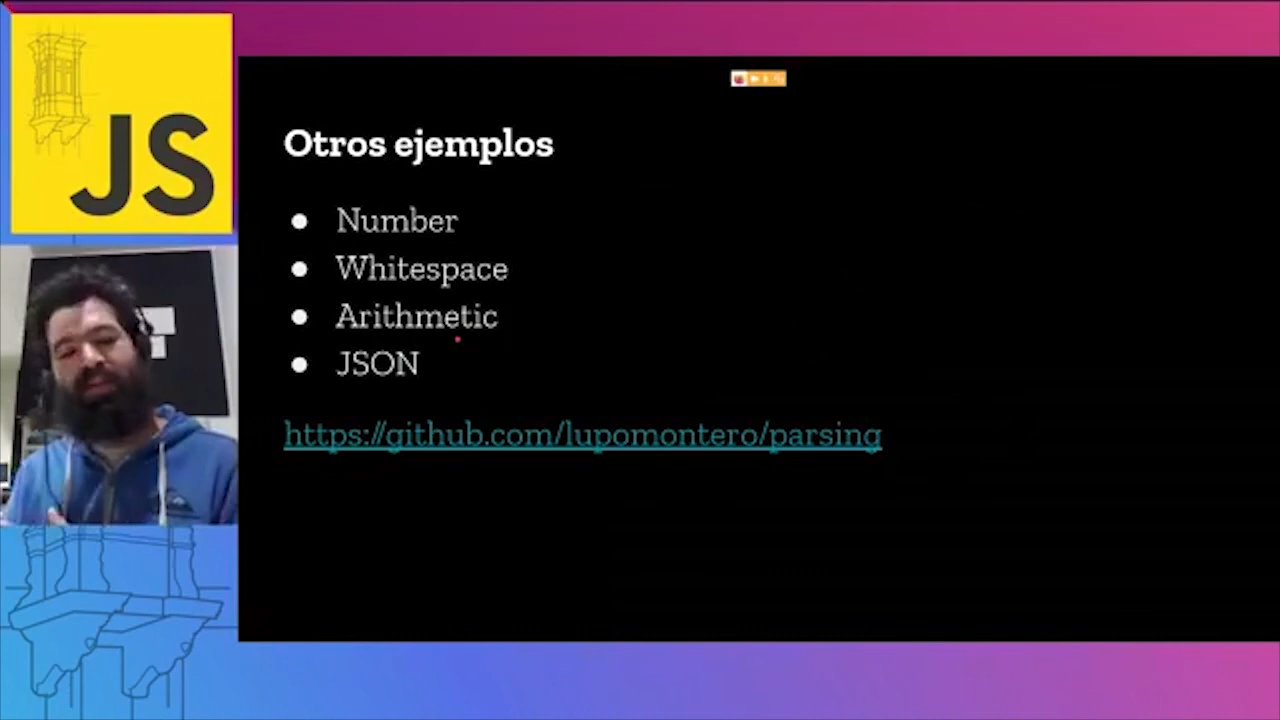 JS
Otros ejemplos
● Number
● Whitespace
● Arithmetic
● JSON
https://github.com/lupomontero/parsing